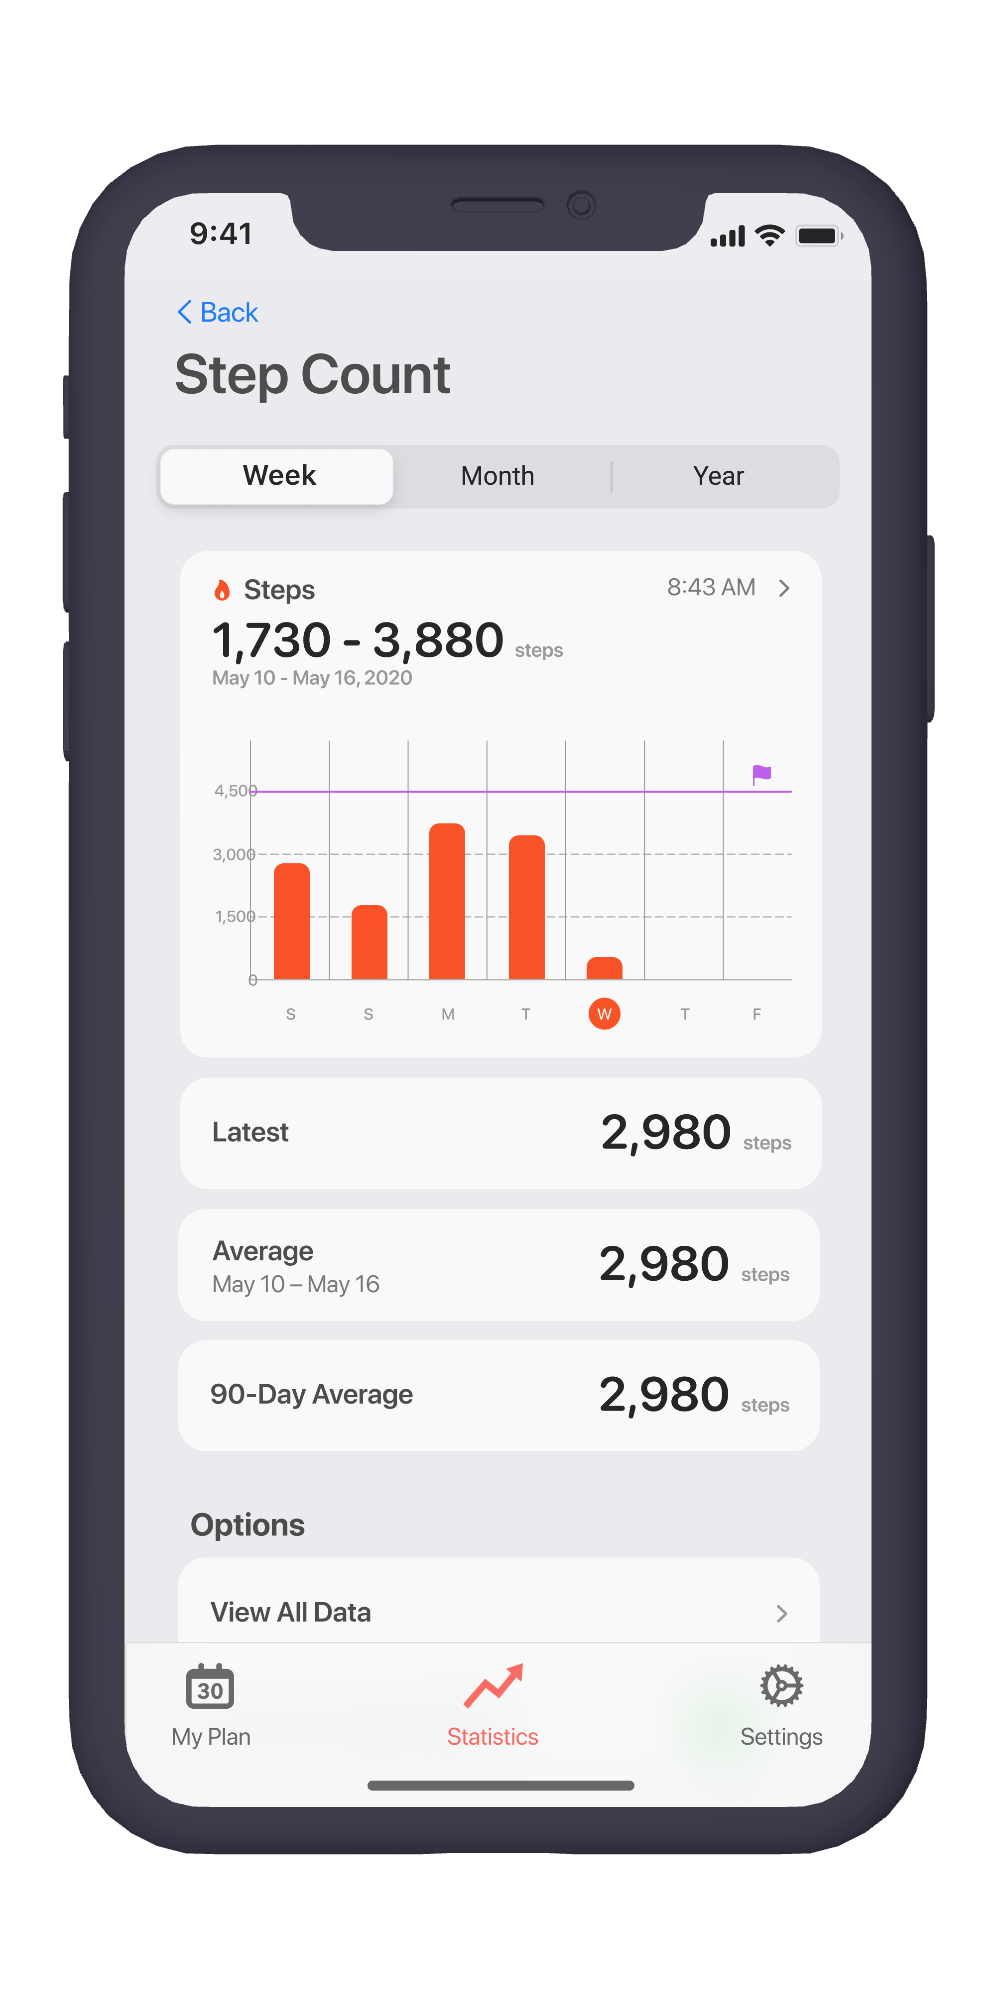 9:41
Back
Step Count
Week Month Year
Steps 8:43 AM
1,730 - 3,880 steps
May 10 - May 16, 2020
4,500
3,000
1,500
0
S S M T W T F
Latest 2,980 steps
Average
May 10 – May 16
2,980 steps
90-Day Average 2,980 steps
Options
View All Data
30
My Plan Statistics Settings